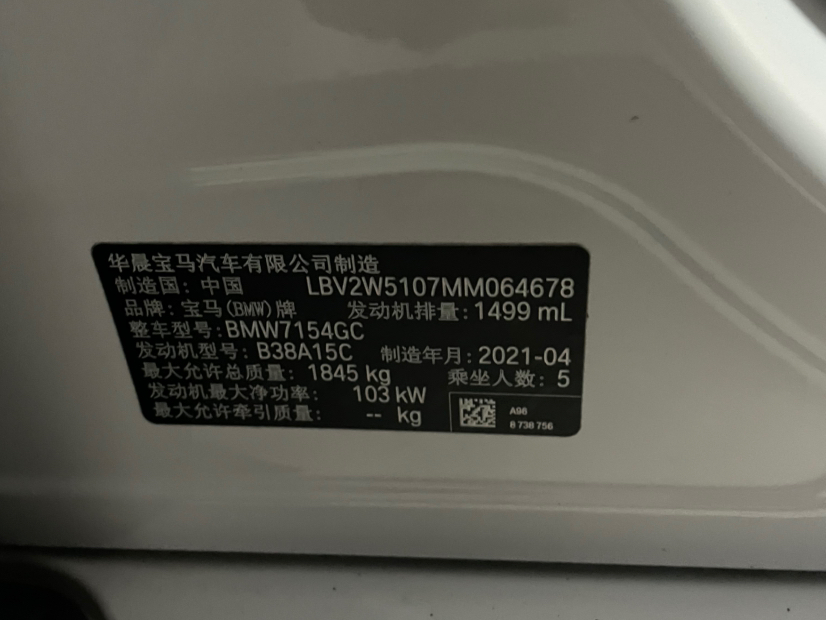 华晨宝马汽车有限公司制造
制造国: 中国 LBV2W5107MM064678
品牌: 宝马(BMW)牌 发动机排量: 1499 mL
整车型号: BMW7154GC
发动机型号: B38A15C 制造年月: 2021-04
最大允许总质量: 1845 kg 乘坐人数: 5
发动机最大净功率: 103 kW
最大允许牵引质量: -- kg
A96
8 738 756